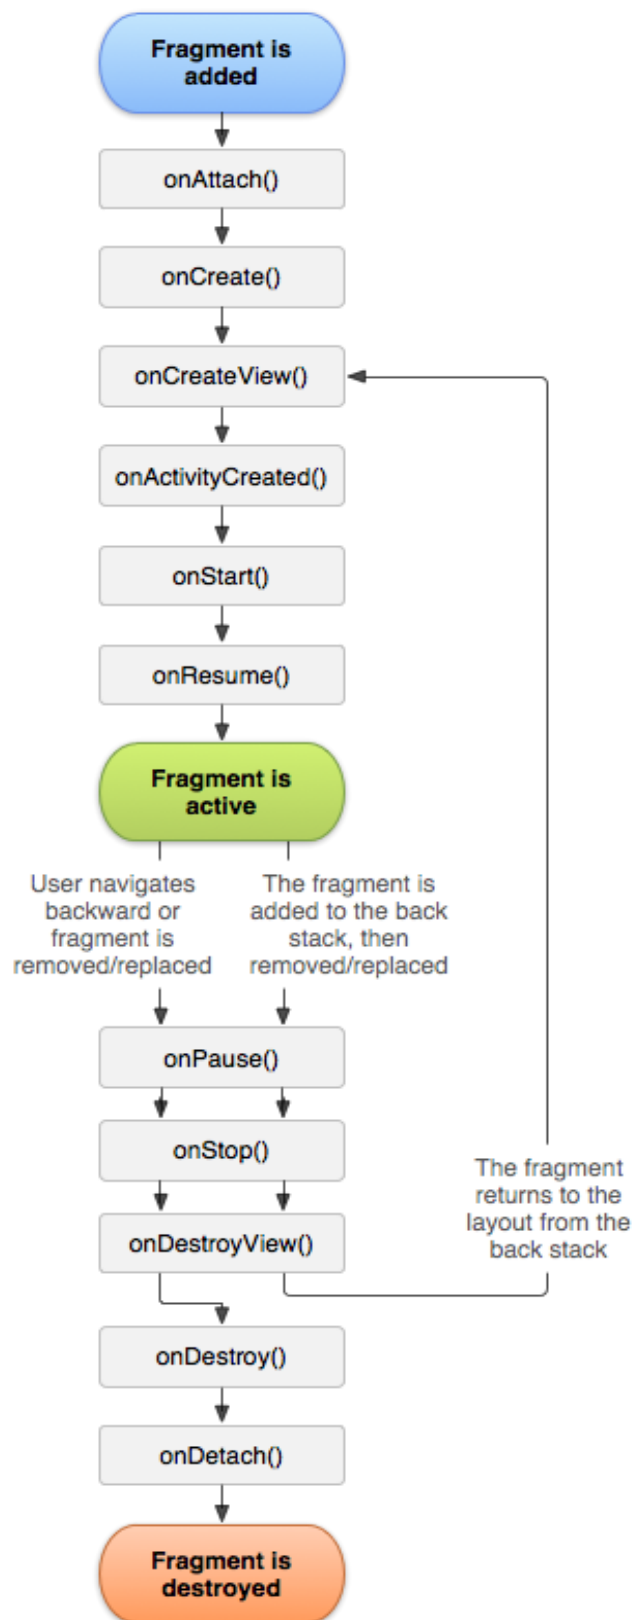 Fragment is
added
onAttach()
onCreate()
onCreateView()
onActivityCreated()
onStart()
onResume()
Fragment is
active
User navigates
backward or
fragment is
removed/replaced
The fragment is
added to the back
stack, then
removed/replaced
onPause()
onStop()
onDestroyView()
The fragment
returns to the
layout from the
back stack
onDestroy()
onDetach()
Fragment is
destroyed